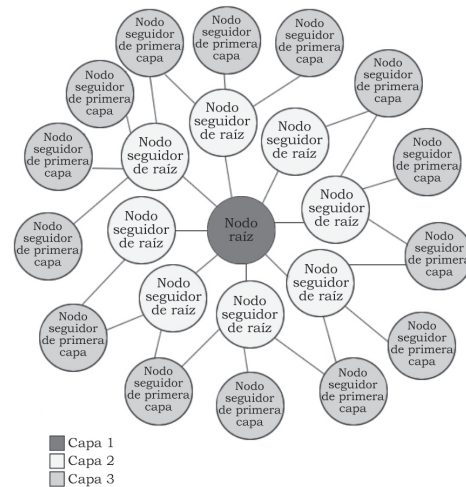 Nodo
seguidor
de primera
capa
Nodo
seguidor
de primera
capa
Nodo
seguidor
de primera
capa
Nodo
seguidor
de primera
capa
Nodo
seguidor
de primera
capa
Nodo
seguidor
de raíz
Nodo
seguidor
de raíz
Nodo
seguidor
de primera
capa
Nodo
seguidor
de raíz
Nodo
seguidor
de primera
capa
Nodo
seguidor
de raíz
Nodo
seguidor
de primera
capa
Nodo
seguidor
de raíz
Nodo
raíz
Nodo
seguidor
de primera
capa
Nodo
seguidor
de raíz
Nodo
seguidor
de raíz
Nodo
seguidor
de raíz
Nodo
seguidor
de primera
capa
Nodo
seguidor
de primera
capa
Nodo
seguidor
de primera
capa
Nodo
seguidor
de primera
capa
Nodo
seguidor
de primera
capa
Capa 1
Capa 2
Capa 3